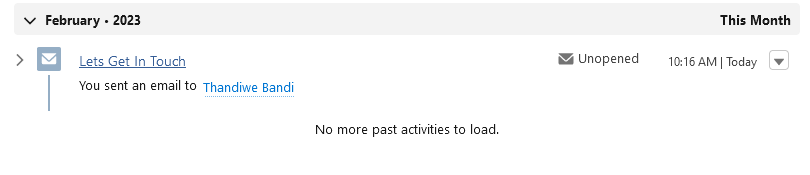 February • 2023 This Month
Lets Get In Touch Unopened 10:16 AM | Today
You sent an email to Thandiwe Bandi
No more past activities to load.